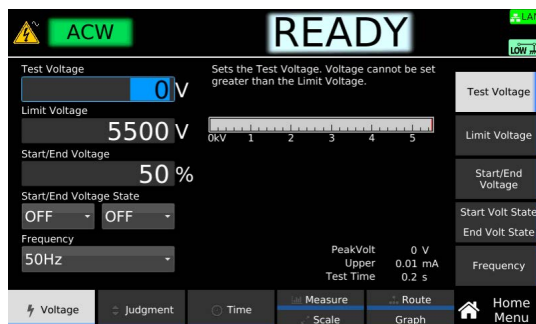 ACW
READY
LAN
LOW
Test Voltage
0 V
Limit Voltage
5500 V
Start/End Voltage
50 %
Start/End Voltage State
OFF OFF
Frequency
50Hz
Sets the Test Voltage. Voltage cannot be set
greater than the Limit Voltage.
0kV 1 2 3 4 5
PeakVolt 0 V
Upper 0.01 mA
Test Time 0.2 s
Test Voltage
Limit Voltage
Start/End
Voltage
Start Volt State
End Volt State
Frequency
Voltage
Judgment
Time
Measure
Scale
Route
Graph
Home
Menu